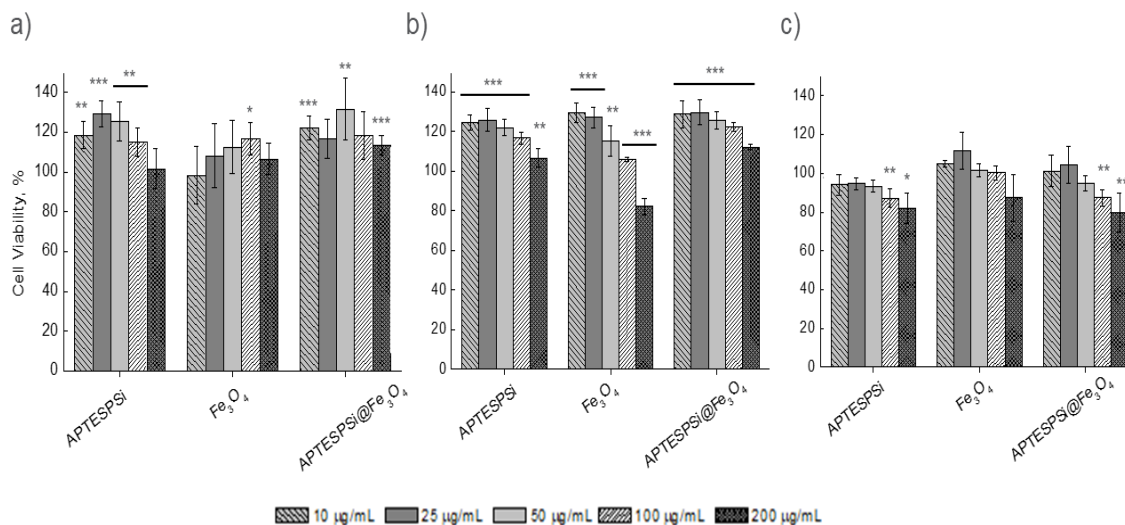 a)
b)
c)
Cell Viability, %
140
120
100
80
60
40
20
0
** *** ** * *** ** ***
APTESPSi
Fe₃O₄
APTESPSi@Fe₃O₄
140
120
100
80
60
40
20
0
*** ** *** ** *** ***
APTESPSi
Fe₃O₄
APTESPSi@Fe₃O₄
140
120
100
80
60
40
20
0
** * ** **
APTESPSi
Fe₃O₄
APTESPSi@Fe₃O₄
10 µg/mL 25 µg/mL 50 µg/mL 100 µg/mL 200 µg/mL